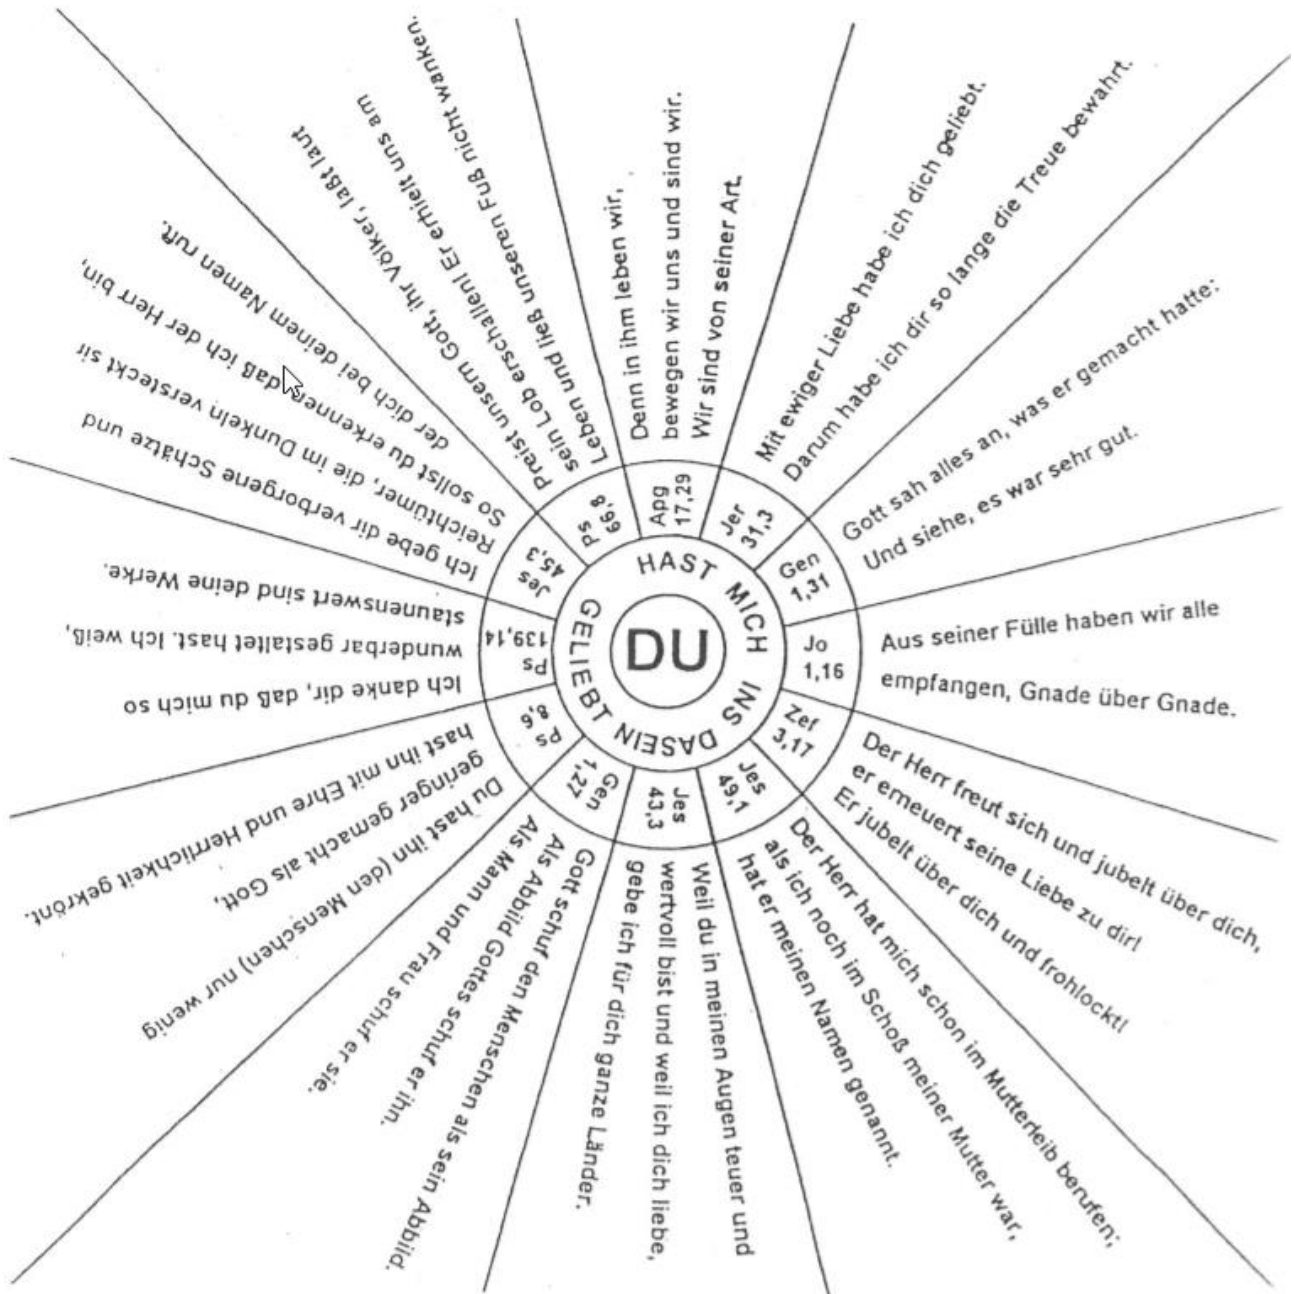 DU
HAST MICH INS DASEIN GELIEBT
Apg
17,29
Denn in ihm leben wir,
bewegen wir uns und sind wir.
Wir sind von seiner Art.
Jer
31,3
Mit ewiger Liebe habe ich dich geliebt.
Darum habe ich dir so lange die Treue bewahrt.
Gen
1,31
Gott sah alles an, was er gemacht hatte:
Und siehe, es war sehr gut.
Jo
1,16
Aus seiner Fülle haben wir alle
empfangen, Gnade über Gnade.
Zef
3,17
Der Herr freut sich und jubelt über dich,
er erneuert seine Liebe zu dir!
Er jubelt über dich und frohlockt!
Jes
49,1
Der Herr hat mich schon im Mutterleib berufen;
als ich noch im Schoß meiner Mutter war,
hat er meinen Namen genannt.
Jes
43,3
Weil du in meinen Augen teuer und
wertvoll bist und weil ich dich liebe,
gebe ich für dich ganze Länder.
Gen
1,27
Gott schuf den Menschen als sein Abbild.
Als Abbild Gottes schuf er ihn.
Als Mann und Frau schuf er sie.
Ps
8,6
Du hast ihn (den Menschen) nur wenig
geringer gemacht als Gott,
hast ihn mit Ehre und Herrlichkeit gekrönt.
Ps
139,14
Ich danke dir, daß du mich so
wunderbar gestaltet hast. Ich weiß,
staunenswert sind deine Werke.
Jes
45,3
Ich gebe dir verborgene Schätze und
Reichtümer, die im Dunkeln versteckt sir
So sollst du erkennen, daß ich der Herr bin,
der dich bei deinem Namen ruft.
Ps
66,8
Preist unsern Gott, ihr Völker, laßt laut
sein Lob erschallen! Er erhielt uns am
Leben und ließ unseren Fuß nicht wanken.